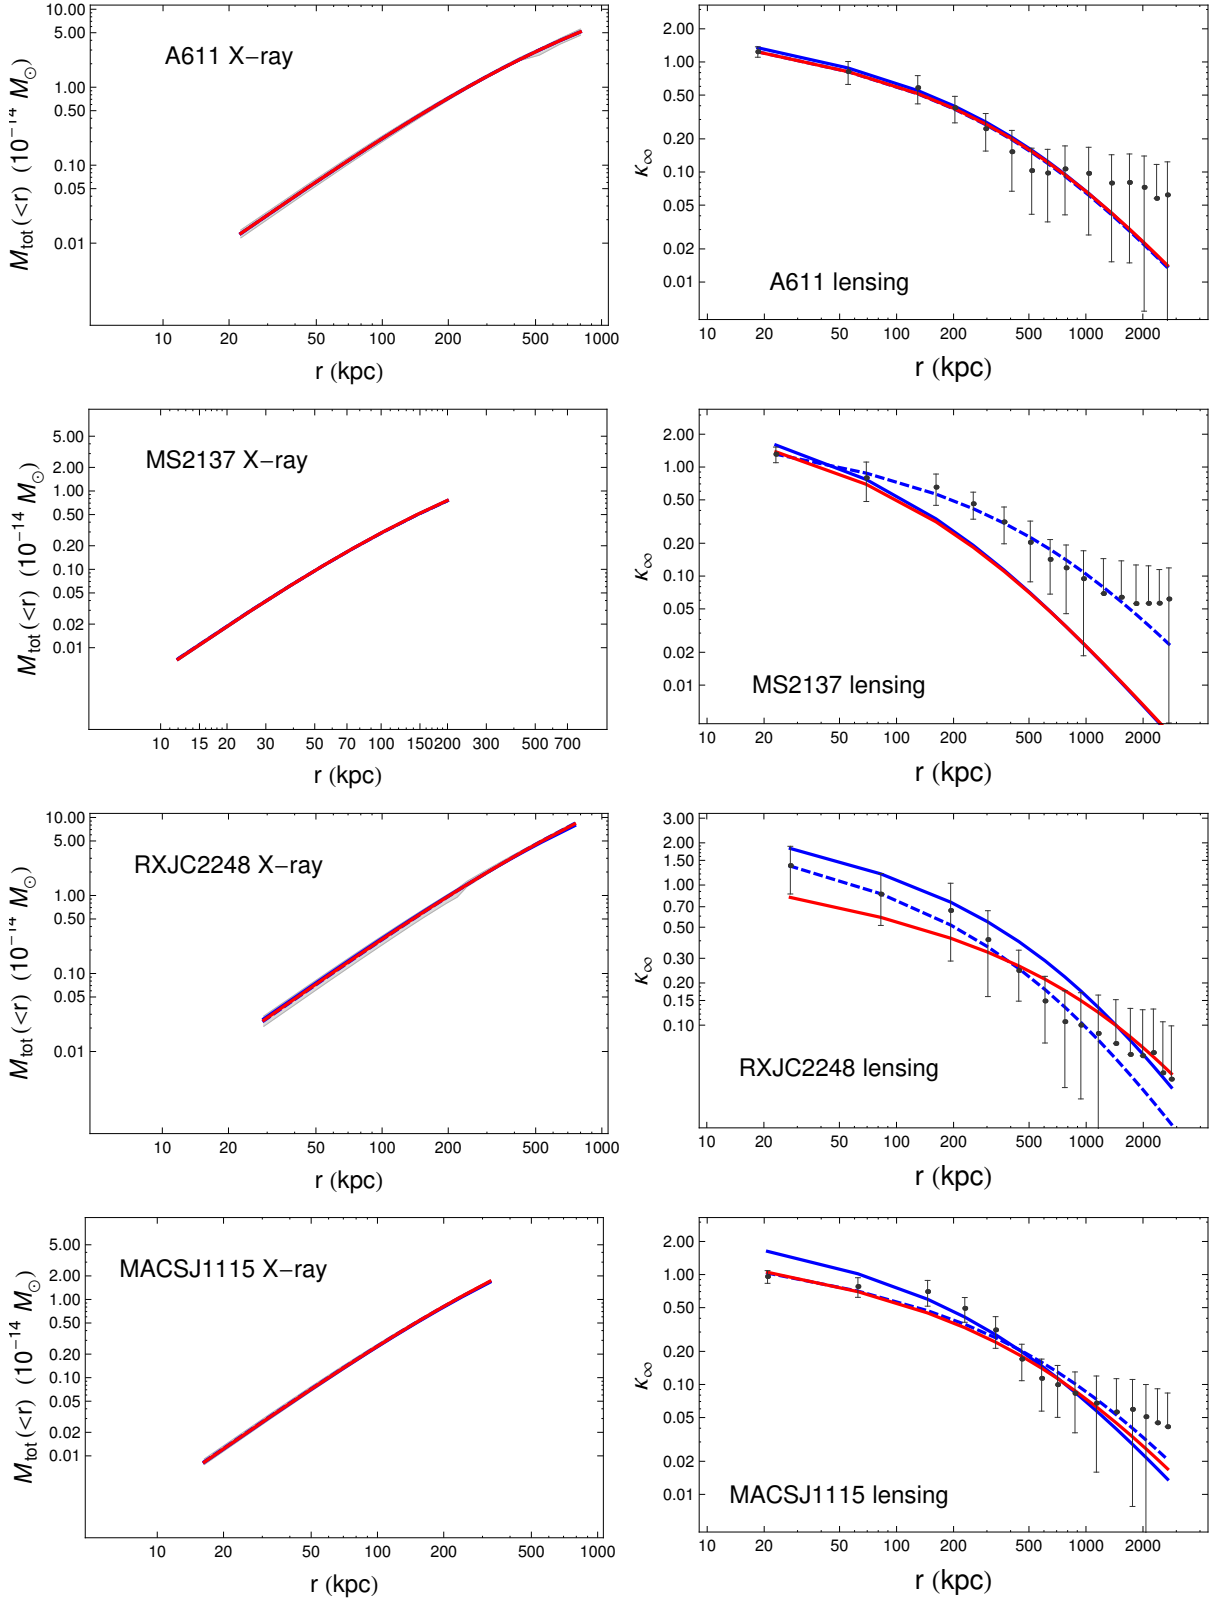 5.00
1.00
0.50
0.10
0.05
0.01
M_tot(<r) (10^−14 M_⊙)
A611 X−ray
10 20 50 100 200 500 1000
r (kpc)
2.00
1.00
0.50
0.20
0.10
0.05
0.02
0.01
κ_∞
A611 lensing
10 20 50 100 200 500 1000 2000
r (kpc)
5.00
2.00
1.00
0.50
0.20
0.10
0.05
0.02
0.01
M_tot(<r) (10^−14 M_⊙)
MS2137 X−ray
10 15 20 30 50 70 100 150 200 300 500 700
r (kpc)
2.00
1.00
0.50
0.20
0.10
0.05
0.02
0.01
κ_∞
MS2137 lensing
10 20 50 100 200 500 1000 2000
r (kpc)
10.00
5.00
1.00
0.50
0.10
0.05
0.01
M_tot(<r) (10^−14 M_⊙)
RXJC2248 X−ray
10 20 50 100 200 500 1000
r (kpc)
3.00
2.00
1.50
1.00
0.70
0.50
0.30
0.20
0.15
0.10
κ_∞
RXJC2248 lensing
10 20 50 100 200 500 1000 2000
r (kpc)
5.00
2.00
1.00
0.50
0.20
0.10
0.05
0.02
0.01
M_tot(<r) (10^−14 M_⊙)
MACSJ1115 X−ray
10 20 50 100 200 500 1000
r (kpc)
2.00
1.00
0.50
0.20
0.10
0.05
0.02
0.01
κ_∞
MACSJ1115 lensing
10 20 50 100 200 500 1000 2000
r (kpc)